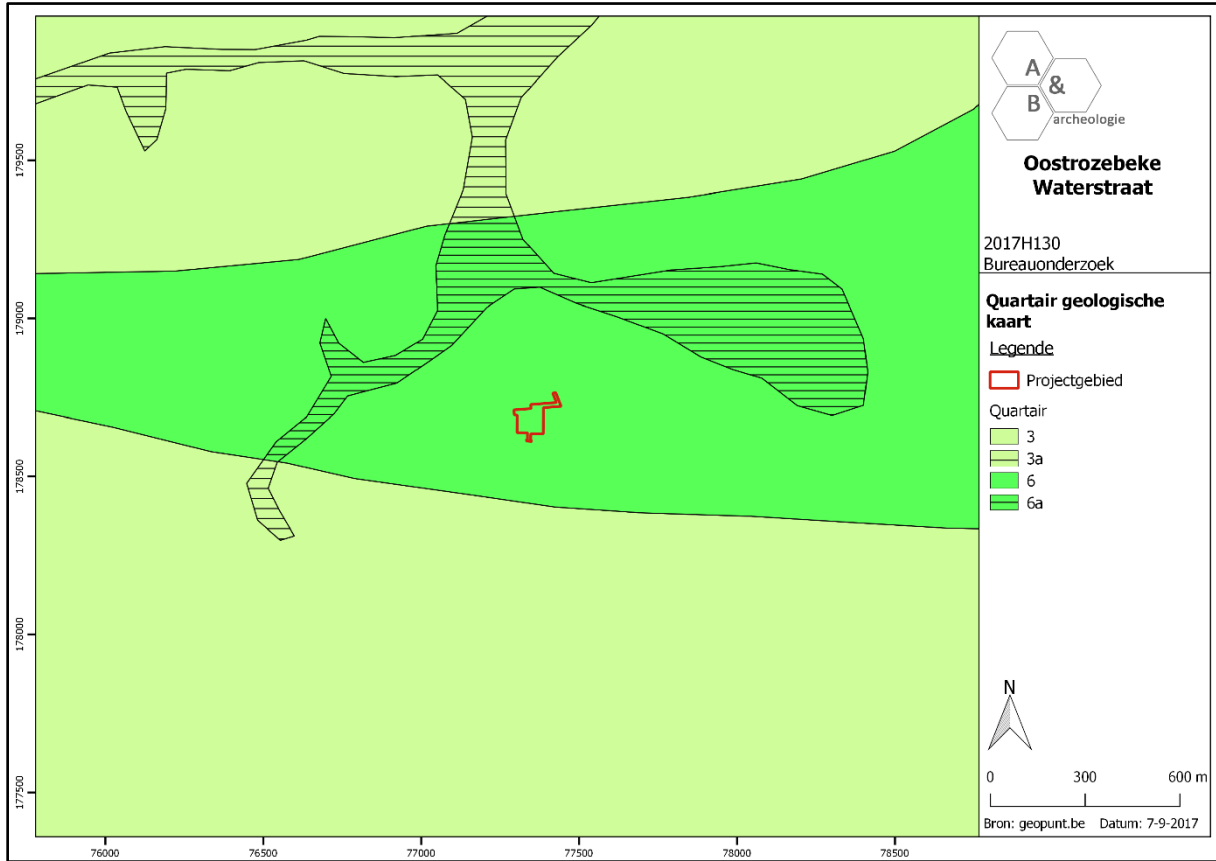 A
&
B
archeologie
Oostrozebeke
Waterstraat
2017H130
Bureauonderzoek
Quartair geologische
kaart
Legende
Projectgebied
Quartair
3
3a
6
6a
N
0 300 600 m
Bron: geopunt.be Datum: 7-9-2017
179500
179000
178500
178000
177500
76000 76500 77000 77500 78000 78500